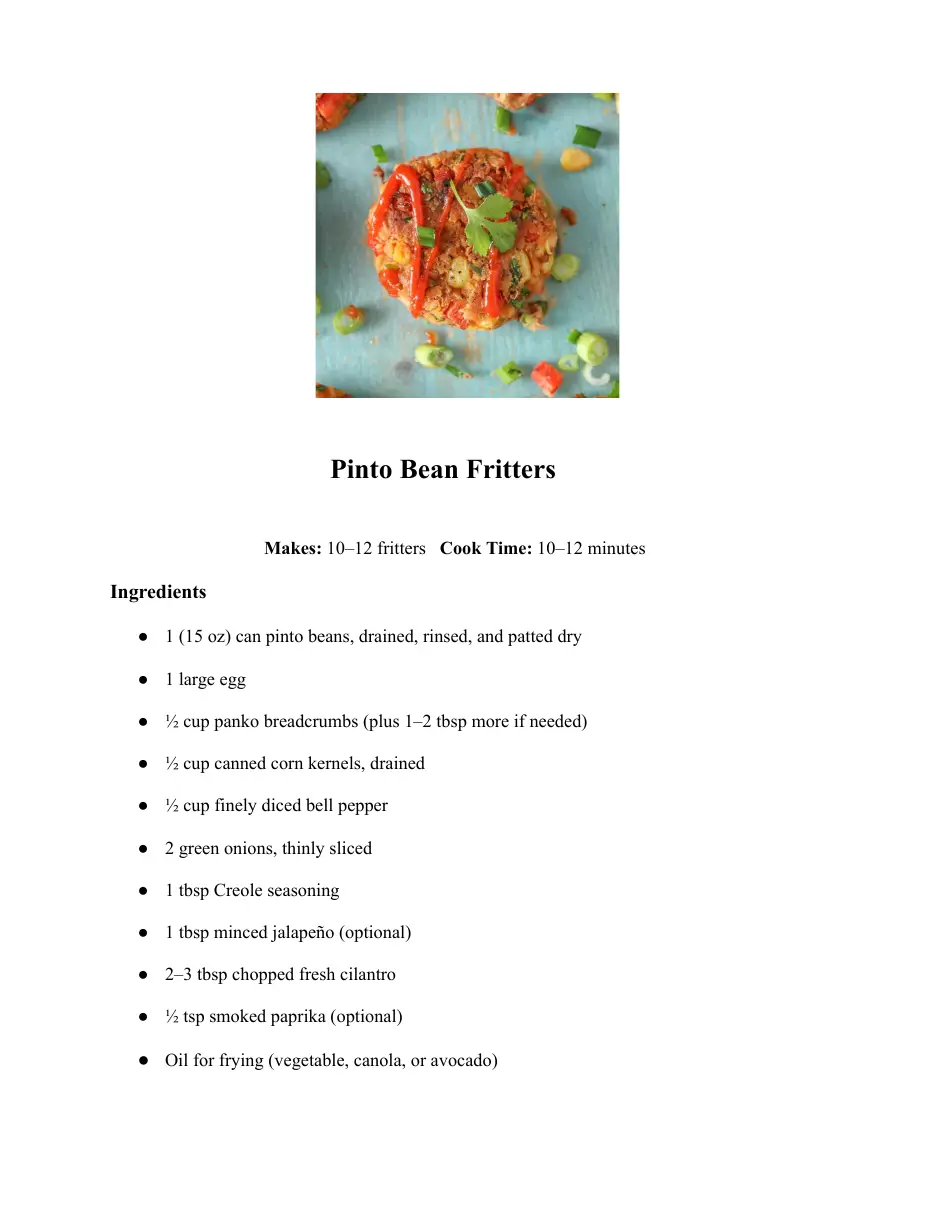 Pinto Bean Fritters
Makes: 10–12 fritters Cook Time: 10–12 minutes
Ingredients
● 1 (15 oz) can pinto beans, drained, rinsed, and patted dry
● 1 large egg
● ½ cup panko breadcrumbs (plus 1–2 tbsp more if needed)
● ½ cup canned corn kernels, drained
● ½ cup finely diced bell pepper
● 2 green onions, thinly sliced
● 1 tbsp Creole seasoning
● 1 tbsp minced jalapeño (optional)
● 2–3 tbsp chopped fresh cilantro
● ½ tsp smoked paprika (optional)
● Oil for frying (vegetable, canola, or avocado)